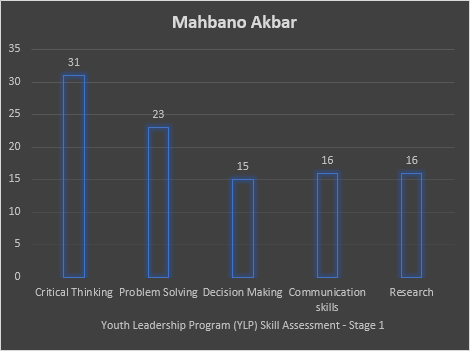 Mahbano Akbar
35
30
25
20
15
10
5
0
31
23
15
16
16
Critical Thinking
Problem Solving
Decision Making
Communication
skills
Research
Youth Leadership Program (YLP) Skill Assessment - Stage 1